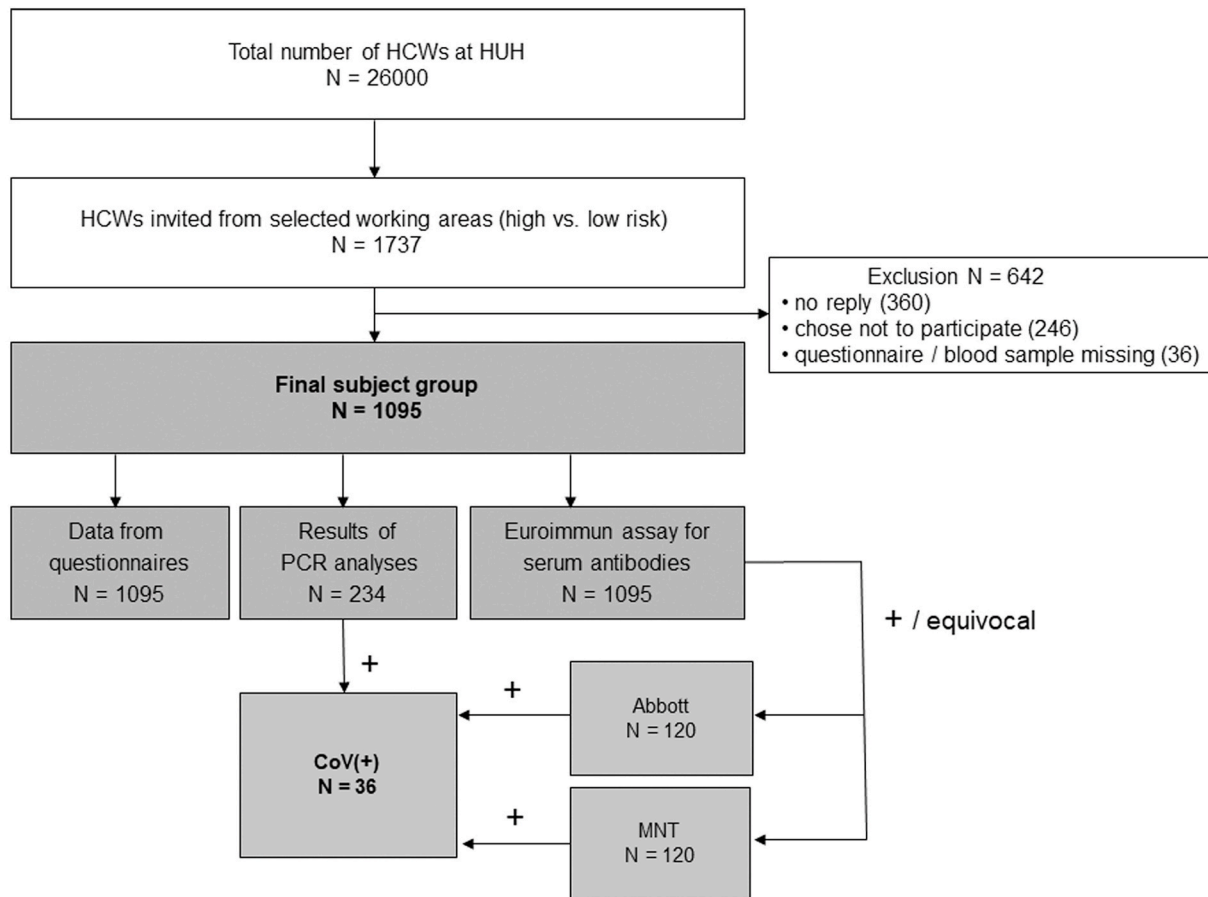 Total number of HCWs at HUH
N = 26000
HCWs invited from selected working areas (high vs. low risk)
N = 1737
Exclusion N = 642
• no reply (360)
• chose not to participate (246)
• questionnaire / blood sample missing (36)
Final subject group
N = 1095
Data from
questionnaires
N = 1095
Results of
PCR analyses
N = 234
Euroimmun assay for
serum antibodies
N = 1095
+ / equivocal
+
+
Abbott
N = 120
CoV(+)
N = 36
+
MNT
N = 120